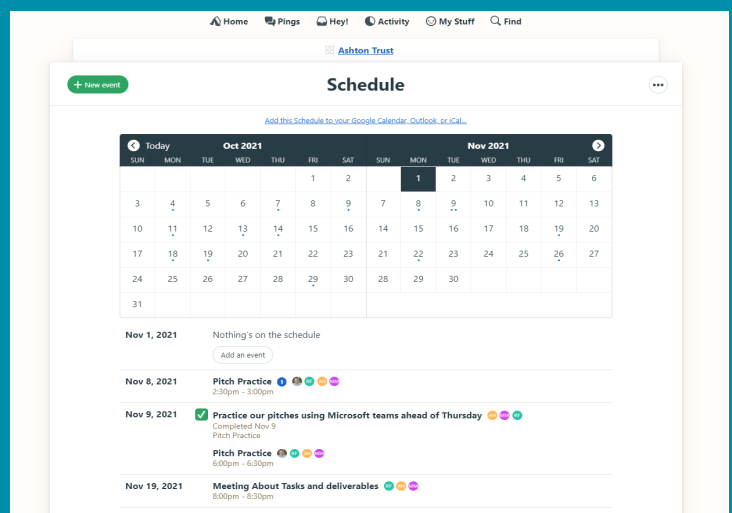 Home Pings Hey! Activity My Stuff Find
Ashton Trust
+ New event
Schedule
Add this Schedule to your Google Calendar, Outlook, or iCal...
Today Oct 2021 Nov 2021
SUN MON TUE WED THU FRI SAT SUN MON TUE WED THU FRI SAT
1 2 1 2 3 4 5 6
3 4 5 6 7 8 9 7 8 9 10 11 12 13
10 11 12 13 14 15 16 14 15 16 17 18 19 20
17 18 19 20 21 22 23 21 22 23 24 25 26 27
24 25 26 27 28 29 30 28 29 30
31
Nov 1, 2021 Nothing's on the schedule
Add an event
Nov 8, 2021 Pitch Practice 1
2:30pm - 3:00pm
Nov 9, 2021 Practice our pitches using Microsoft teams ahead of Thursday
Completed Nov 9
Pitch Practice
Pitch Practice
6:00pm - 6:30pm
Nov 19, 2021 Meeting About Tasks and deliverables
8:00pm - 8:30pm